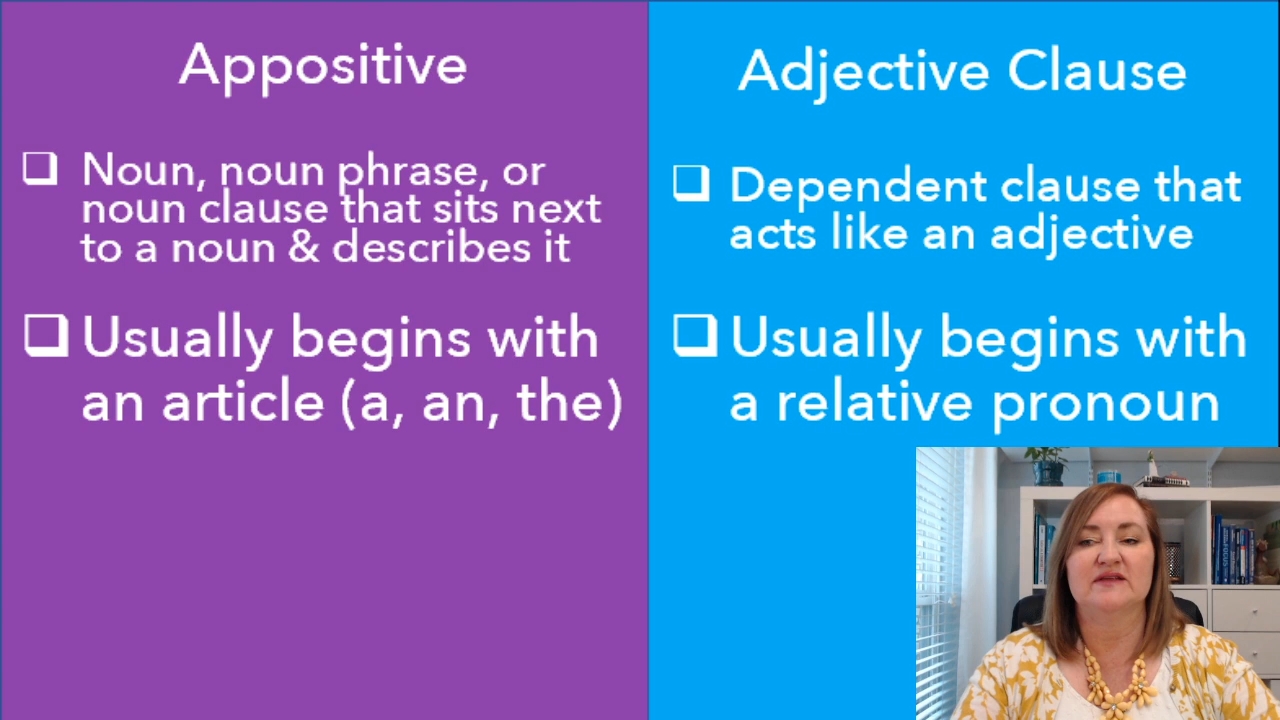 Appositive
Noun, noun phrase, or
noun clause that sits next
to a noun & describes it
Usually begins with
an article (a, an, the)
Adjective Clause
Dependent clause that
acts like an adjective
Usually begins with
a relative pronoun